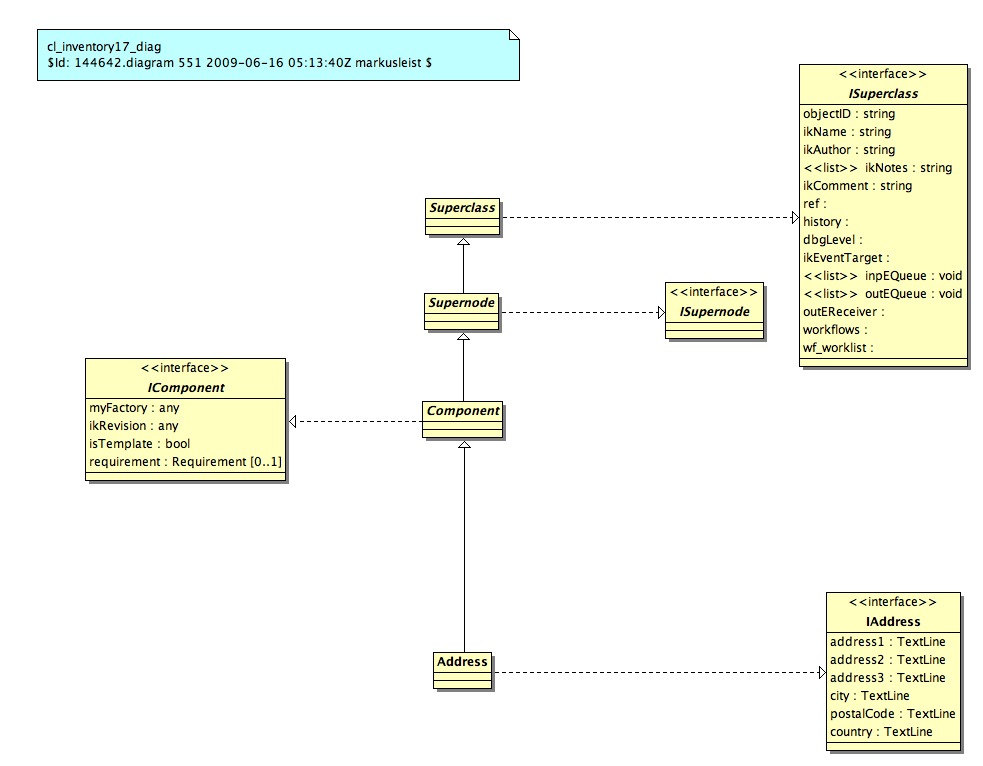 cl_inventory17_diag
$Id: 144642.diagram 551 2009-06-16 05:13:40Z markusleist $
<<interface>>
ISuperclass
objectID : string
ikName : string
ikAuthor : string
<<list>> ikNotes : string
ikComment : string
ref :
history :
dbgLevel :
ikEventTarget :
<<list>> inpEQueue : void
<<list>> outEQueue : void
outEReceiver :
workflows :
wf_worklist :
Superclass
Supernode
<<interface>>
ISupernode
<<interface>>
IComponent
myFactory : any
ikRevision : any
isTemplate : bool
requirement : Requirement [0..1]
Component
Address
<<interface>>
IAddress
address1 : TextLine
address2 : TextLine
address3 : TextLine
city : TextLine
postalCode : TextLine
country : TextLine